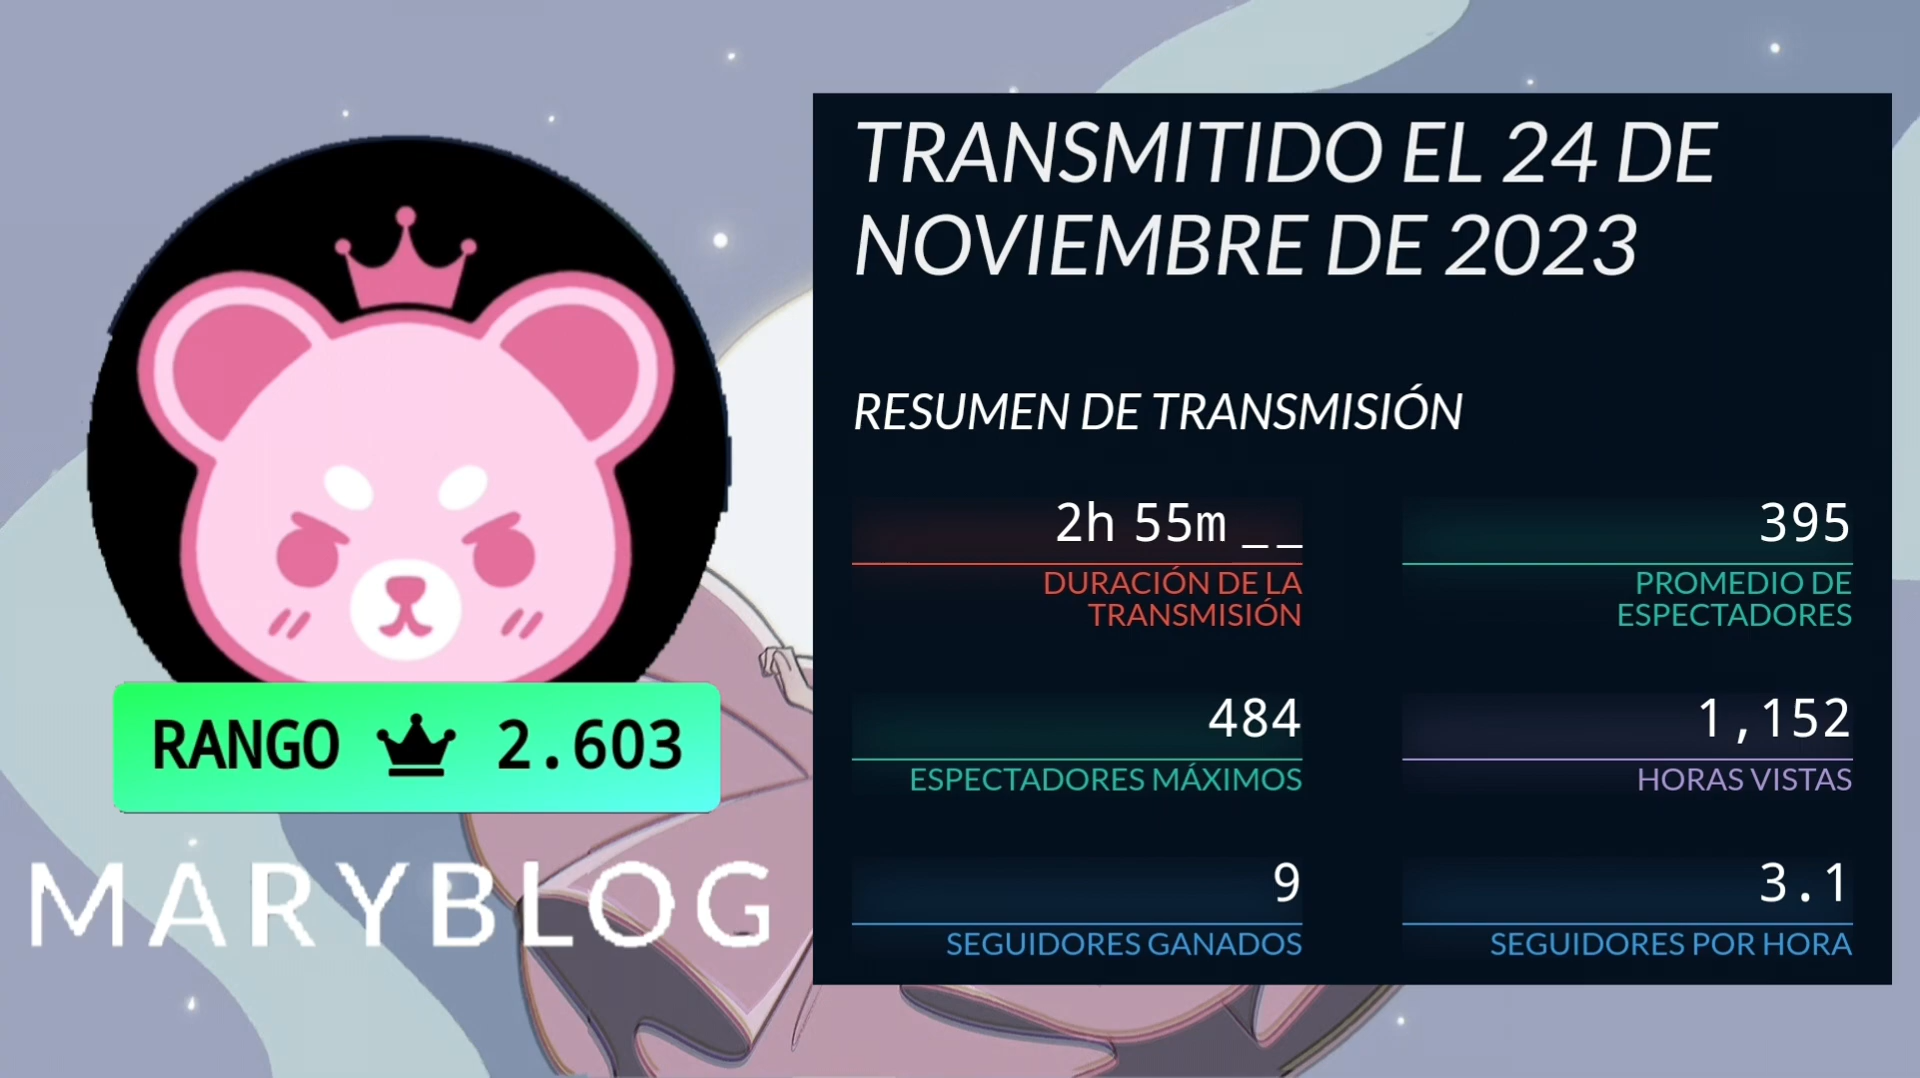 TRANSMITIDO EL 24 DE
NOVIEMBRE DE 2023
RESUMEN DE TRANSMISIÓN
2h 55m _ _
DURACIÓN DE LA
TRANSMISIÓN
395
PROMEDIO DE
ESPECTADORES
484
ESPECTADORES MÁXIMOS
1,152
HORAS VISTAS
9
SEGUIDORES GANADOS
3.1
SEGUIDORES POR HORA
RANGO 2.603
MARYBLOG